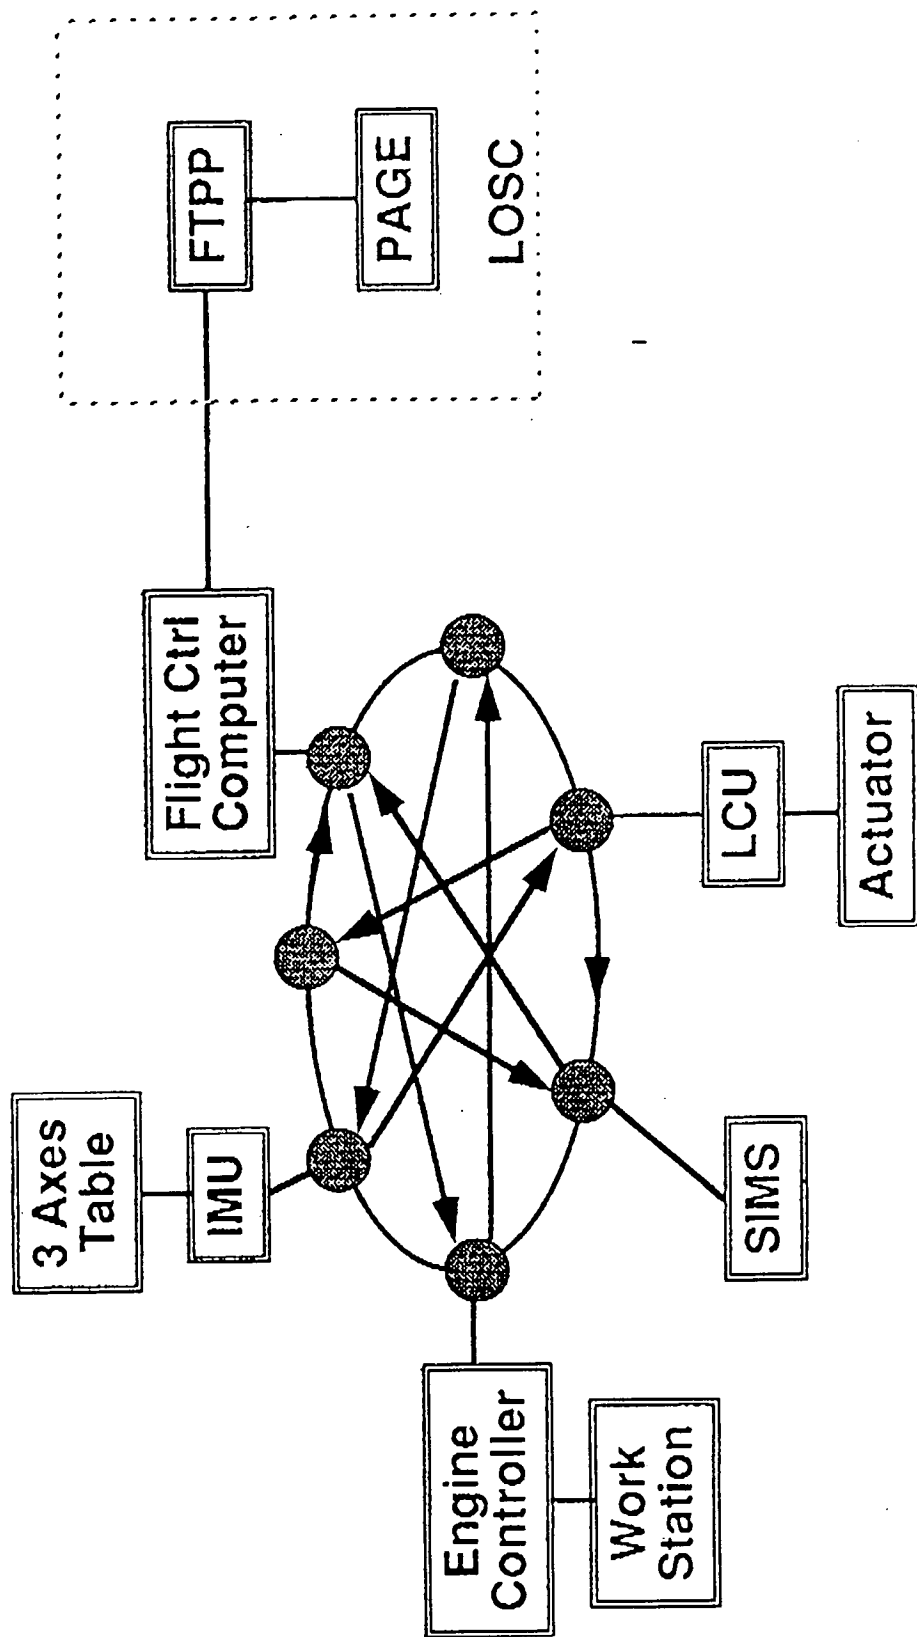 3 Axes
Table
IMU
Flight Ctrl
Computer
FTPP
PAGE
LOSC
Engine
Controller
Work
Station
SIMS
LCU
Actuator